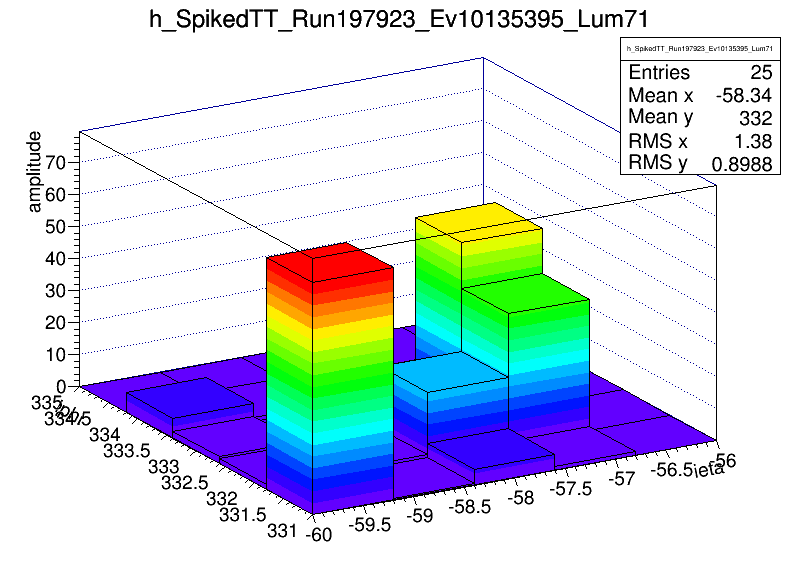 h_SpikedTT_Run197923_Ev10135395_Lum71
h_SpikedTT_Run197923_Ev10135395_Lum71
Entries 25
Mean x -58.34
Mean y 332
RMS x 1.38
RMS y 0.8988
amplitude
70
60
50
40
30
20
10
0
335
334.5
334
333.5
333
332.5
332
331.5
331
-60
-59.5
-59
-58.5
-58
-57.5
-57
-56.5
-56
ieta